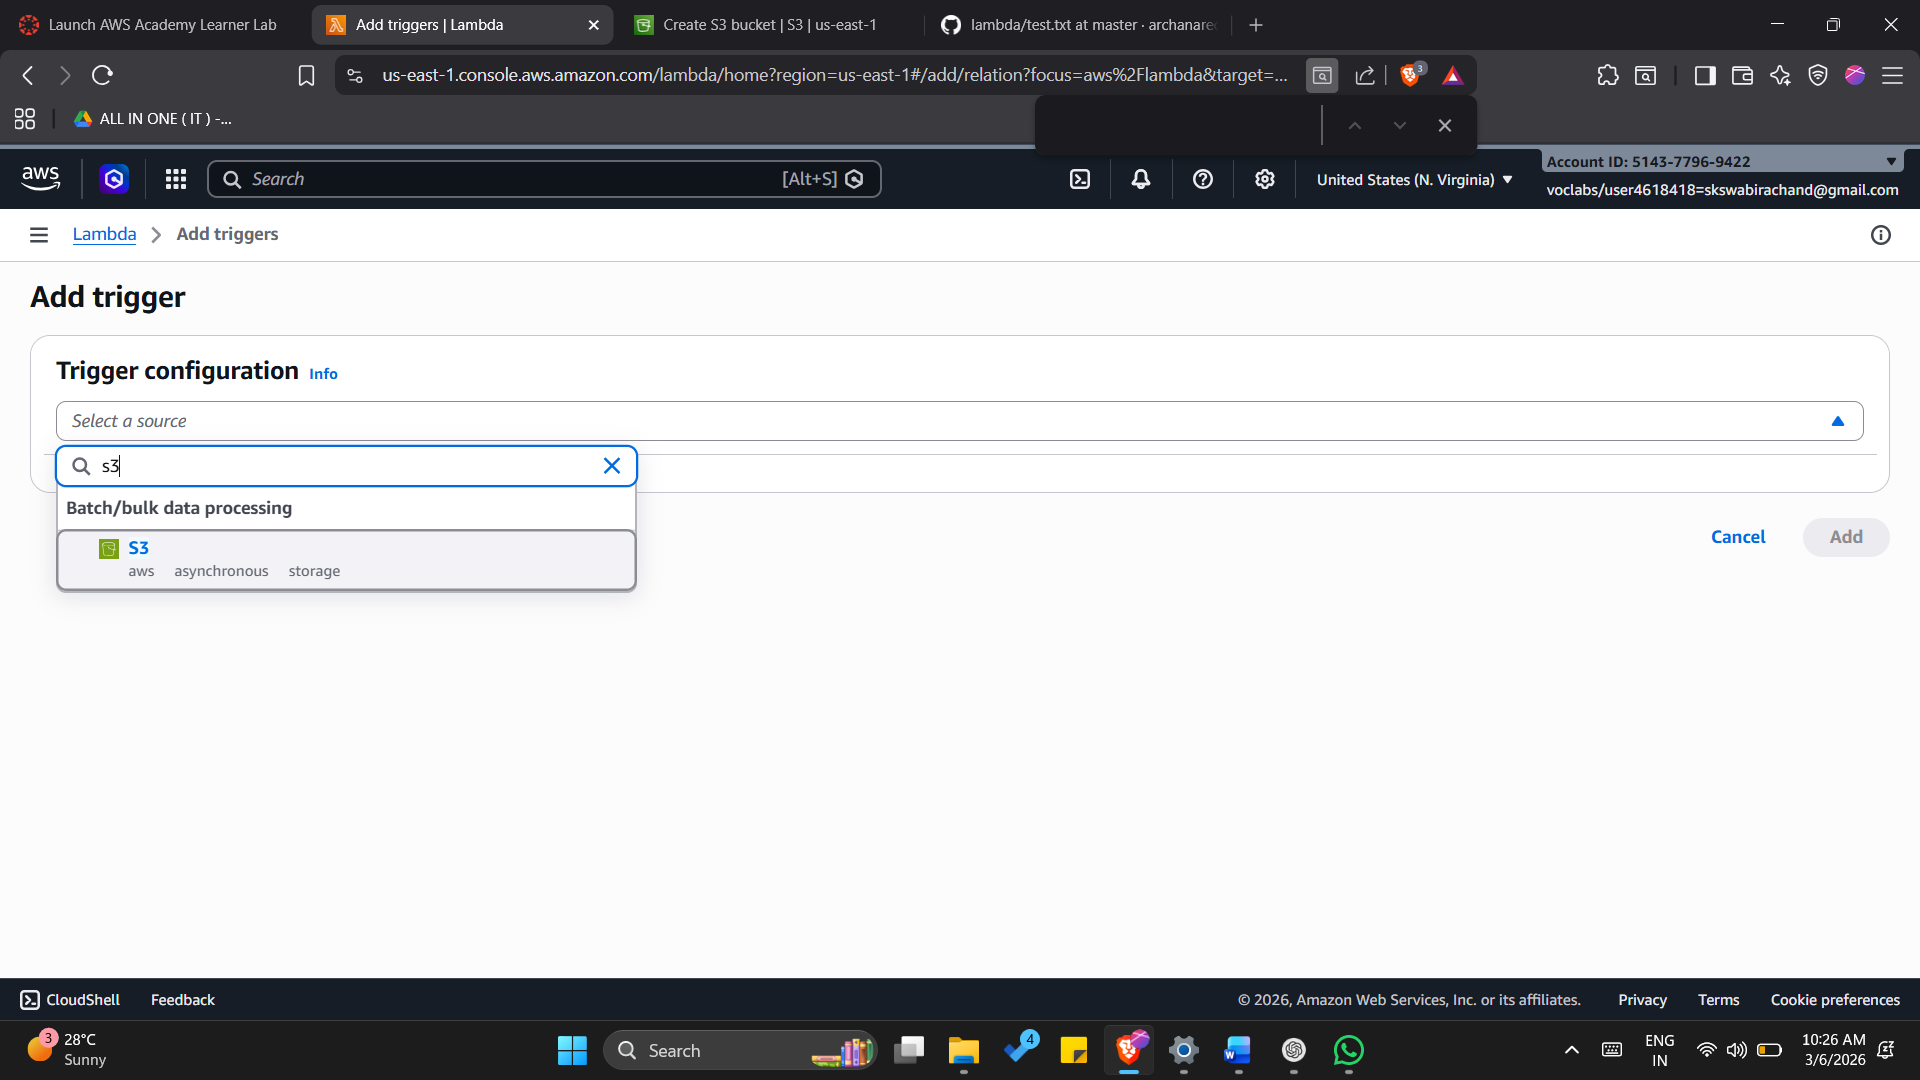 Launch AWS Academy Learner Lab
Add triggers | Lambda
Create S3 bucket | S3 | us-east-1
lambda/test.txt at master · archanarec
us-east-1.console.aws.amazon.com/lambda/home?region=us-east-1#/add/relation?focus=aws%2Flambda&target=...
3
ALL IN ONE ( IT ) -...
aws
Search
[Alt+S]
United States (N. Virginia)
Account ID: 5143-7796-9422
voclabs/user4618418=skswabirachand@gmail.com
Lambda
Add triggers
Add trigger
Trigger configuration
Info
Select a source
s3
Batch/bulk data processing
S3
aws asynchronous storage
Cancel
Add
CloudShell
Feedback
© 2026, Amazon Web Services, Inc. or its affiliates.
Privacy
Terms
Cookie preferences
3
28°C
Sunny
Search
4
W
ENG
IN
10:26 AM
3/6/2026